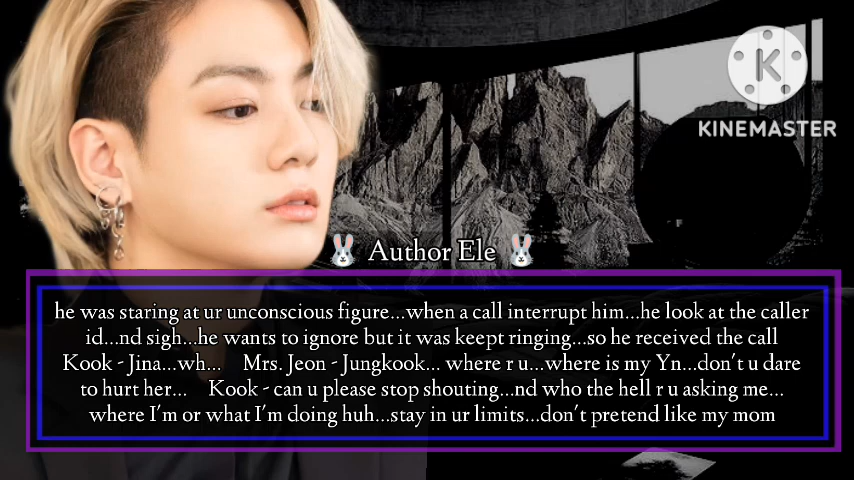 KINEMASTER
🐰 Author Ele 🐰
he was staring at ur unconscious figure...when a call interrupt him...he look at the caller
id...nd sigh...he wants to ignore but it was keept ringing...so he received the call
Kook - Jina...wh... Mrs. Jeon - Jungkook... where r u...where is my Yn...don't u dare
to hurt her... Kook - can u please stop shouting...nd who the hell r u asking me...
where I'm or what I'm doing huh...stay in ur limits...don't pretend like my mom